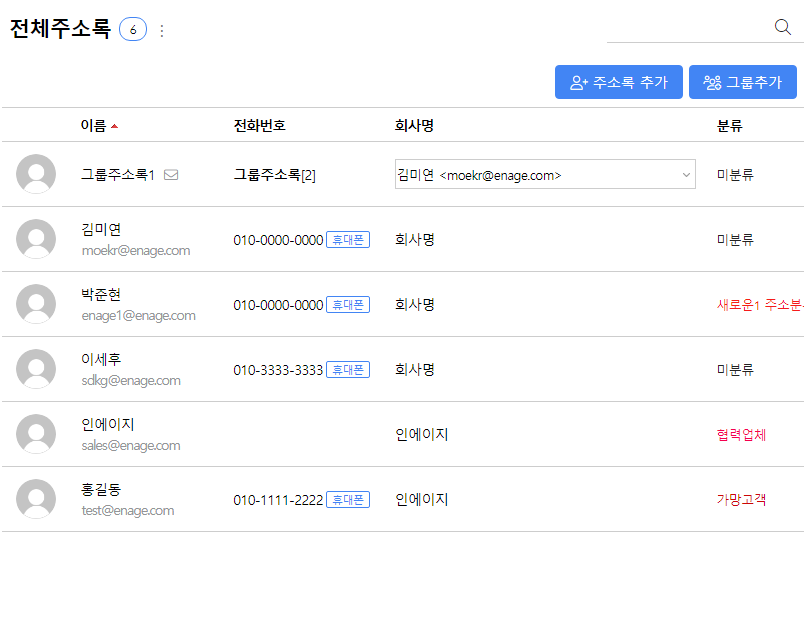 전체주소록 6
주소록 추가 그룹추가
이름 전화번호 회사명 분류
그룹주소록1 그룹주소록[2] 김미연 <moekr@enage.com> 미분류
김미연
moekr@enage.com
010-0000-0000 휴대폰 회사명 미분류
박준현
enage1@enage.com
010-0000-0000 휴대폰 회사명 새로운1 주소분
이세후
sdkg@enage.com
010-3333-3333 휴대폰 회사명 미분류
인에이지
sales@enage.com
인에이지 협력업체
홍길동
test@enage.com
010-1111-2222 휴대폰 인에이지 가망고객